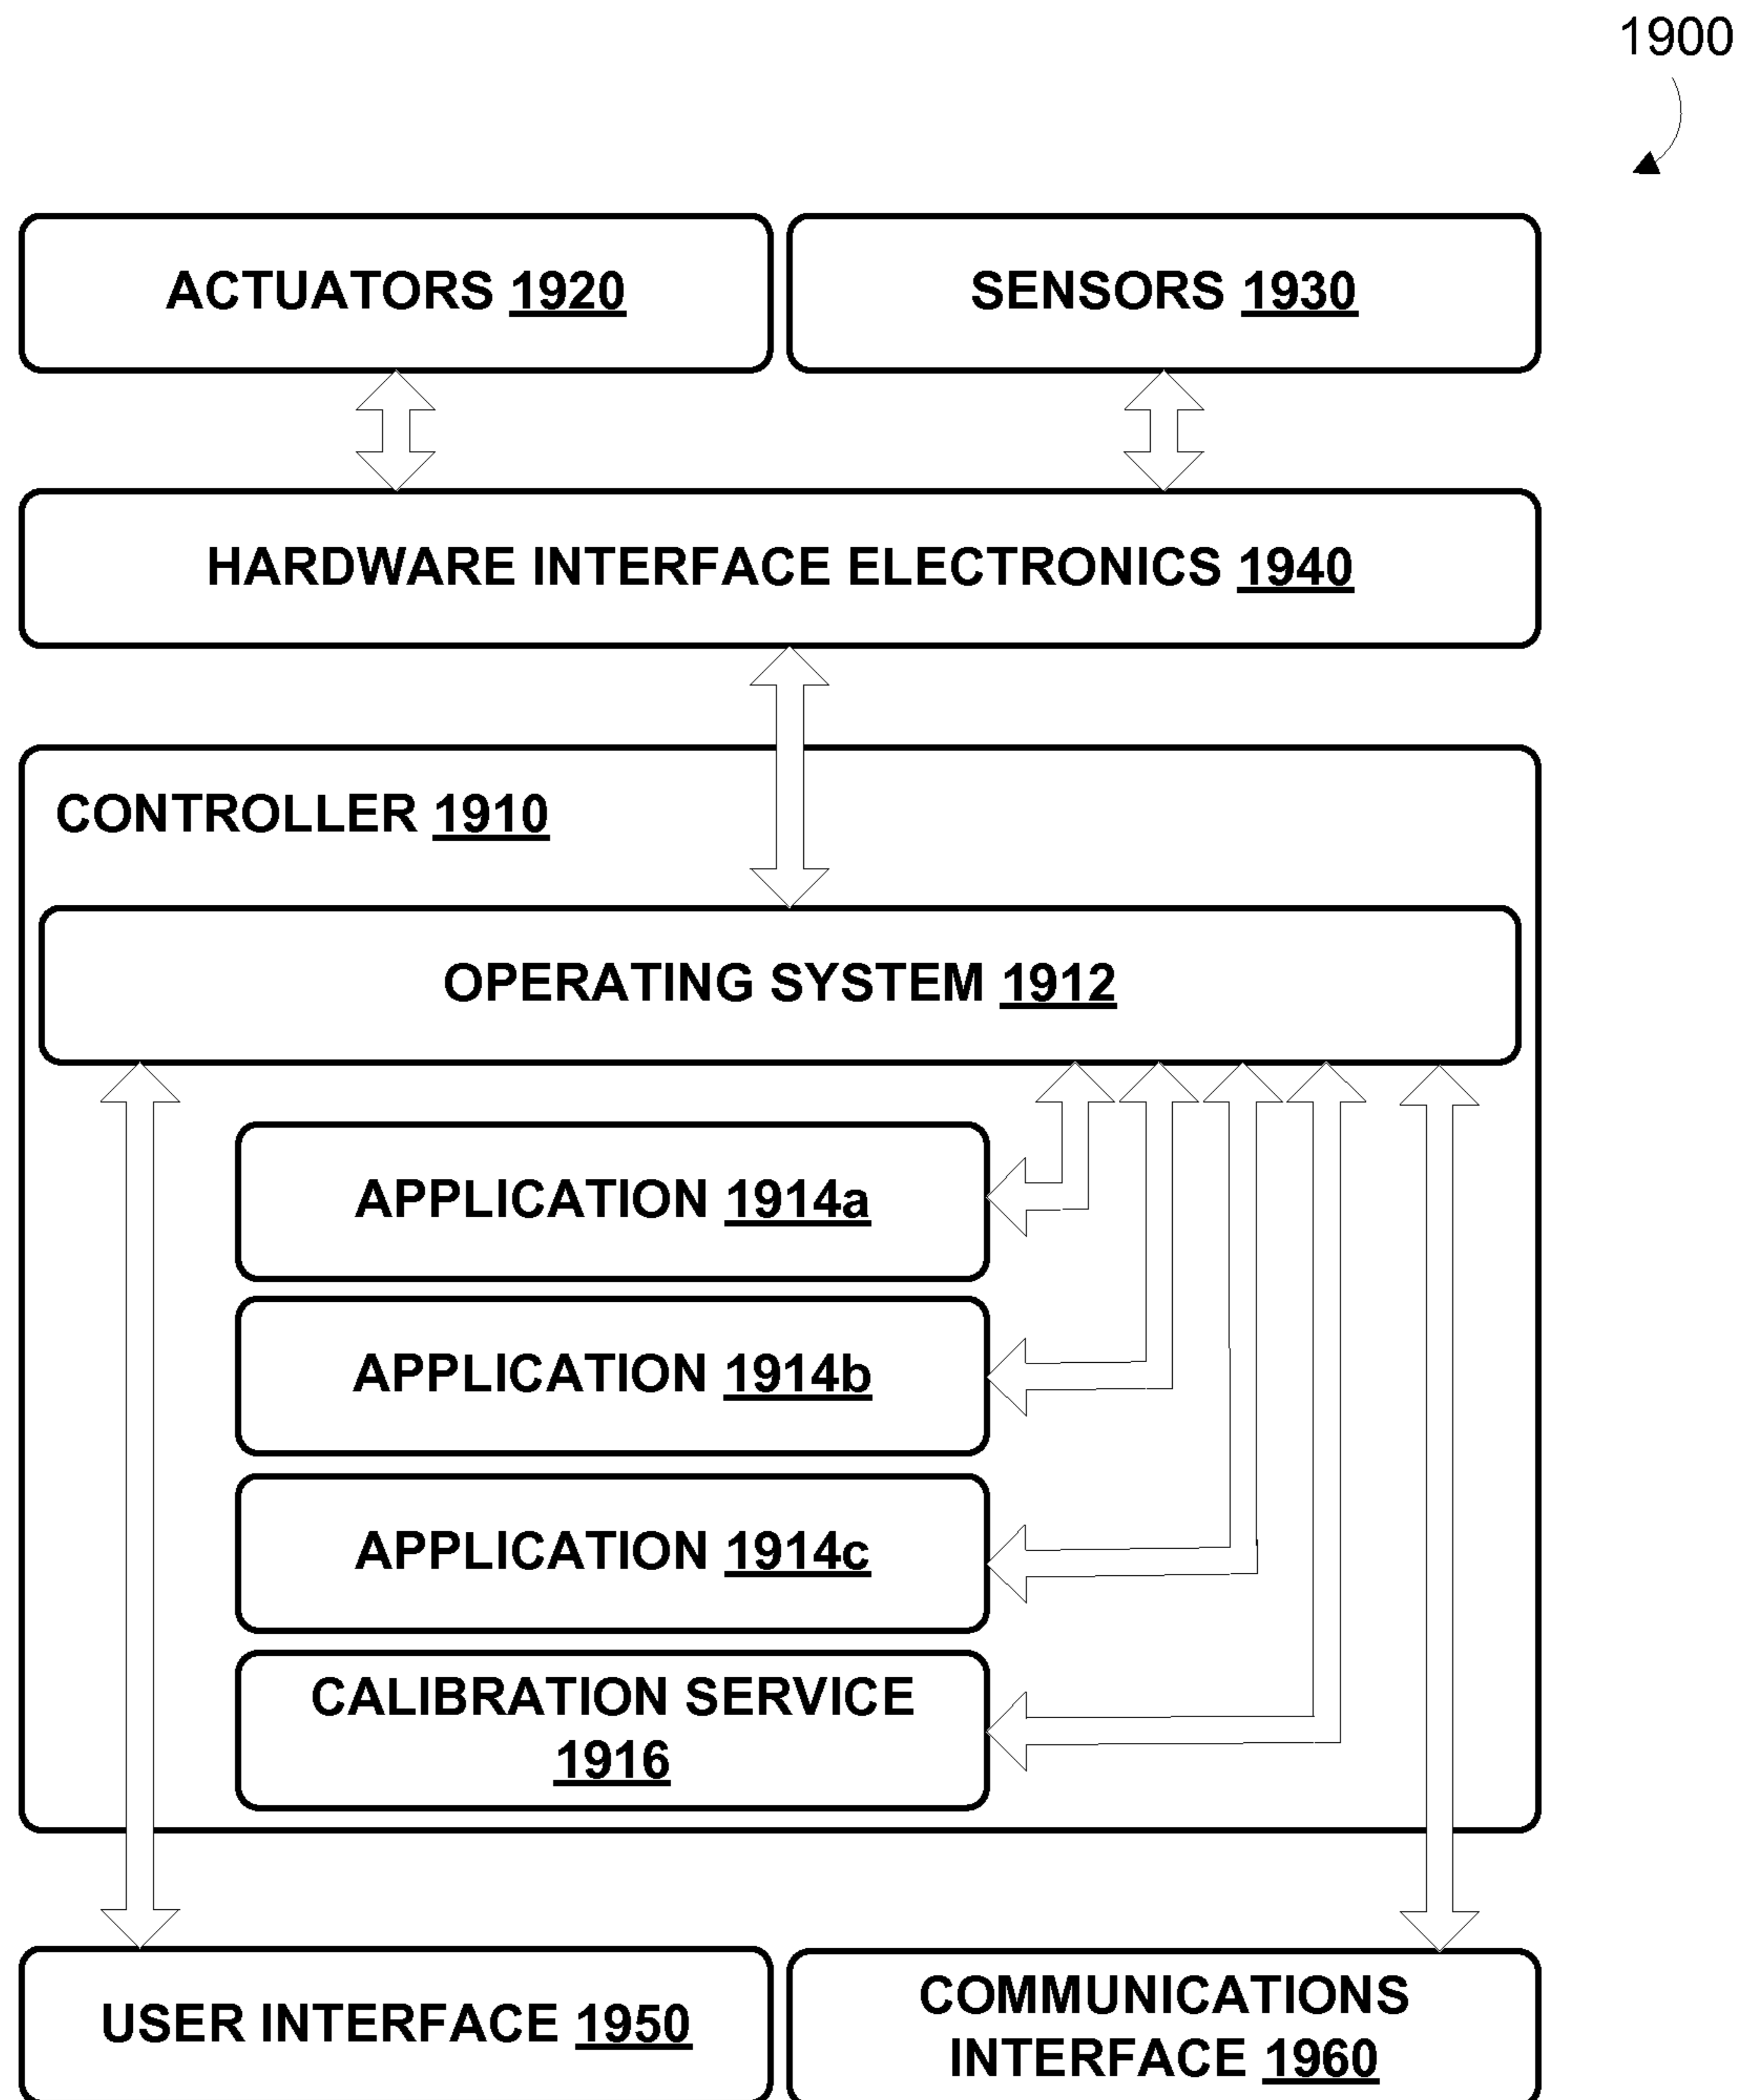 1900
ACTUATORS 1920
SENSORS 1930
HARDWARE INTERFACE ELECTRONICS 1940
CONTROLLER 1910
OPERATING SYSTEM 1912
APPLICATION 1914a
APPLICATION 1914b
APPLICATION 1914c
CALIBRATION SERVICE
1916
USER INTERFACE 1950
COMMUNICATIONS
INTERFACE 1960